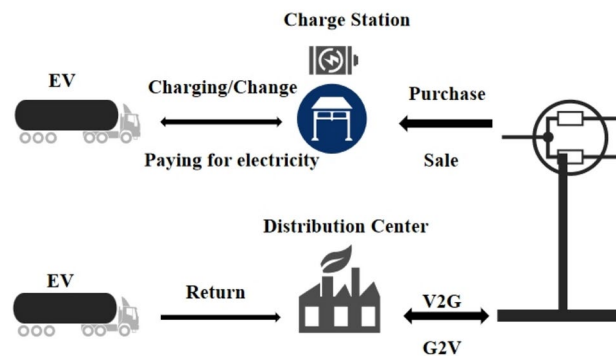 Charge Station
EV
Charging/Change
Purchase
Paying for electricity
Sale
Distribution Center
EV
Return
V2G
G2V